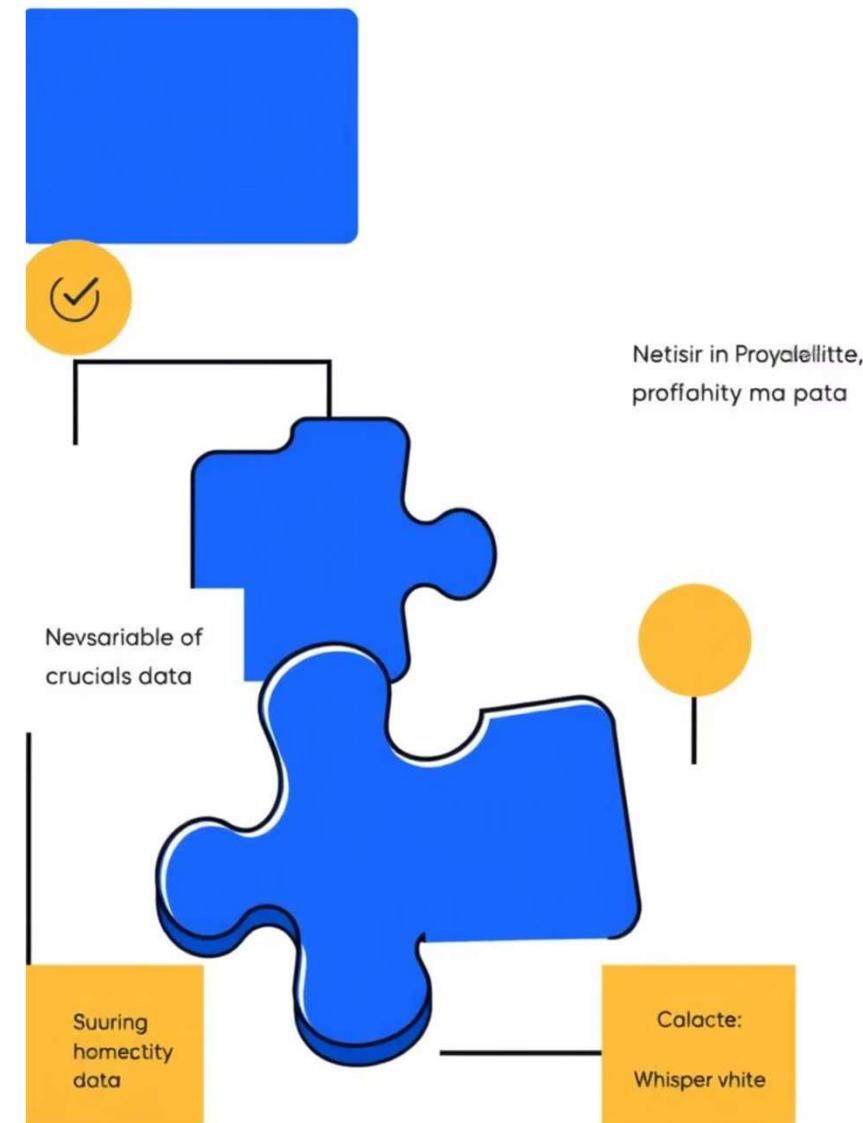 Netisir in Proyalellitte,
proffahity ma pata
Nevsariable of
crucials data
Suuring
homectity
data
Calacte:
Whisper vhite